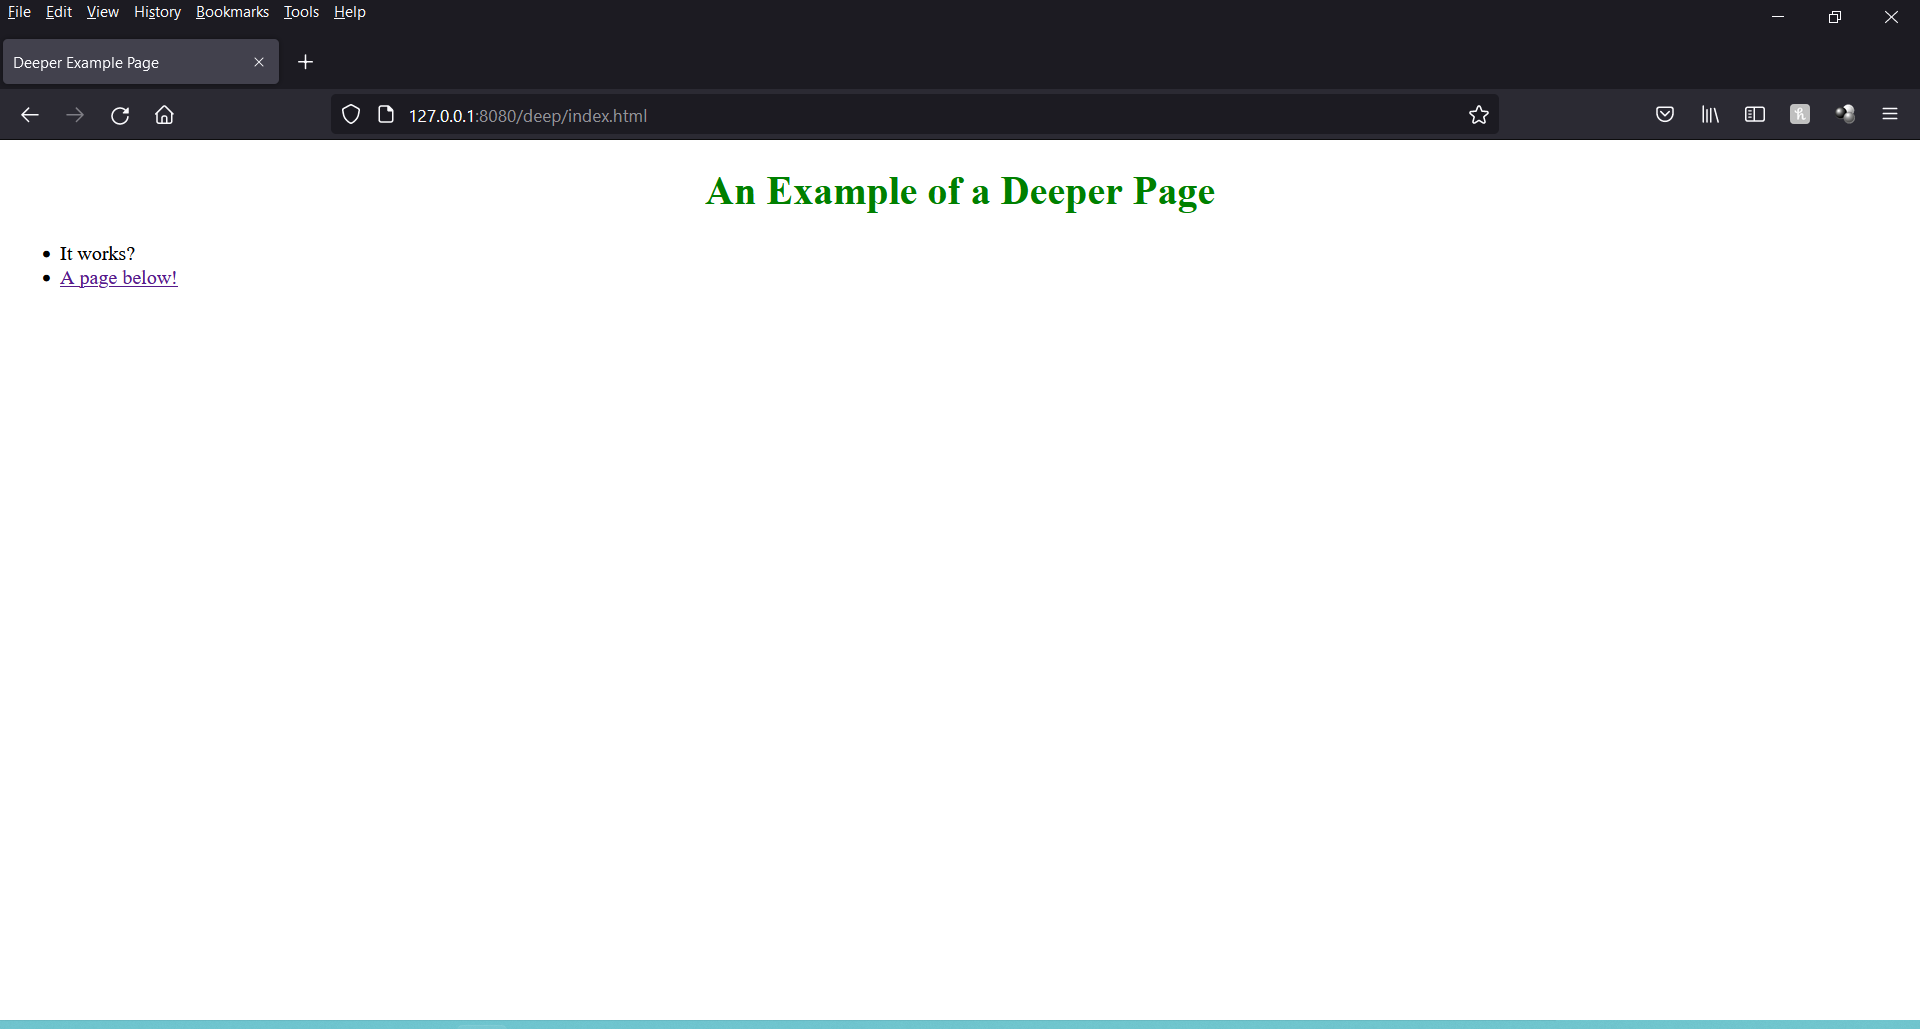 File Edit View History Bookmarks Tools Help
Deeper Example Page
127.0.0.1:8080/deep/index.html
An Example of a Deeper Page
It works?
A page below!